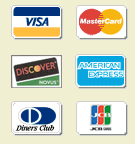 VISA
MasterCard
DISCOVER
NOVUS
AMERICAN
EXPRESS
Diners Club
JCB